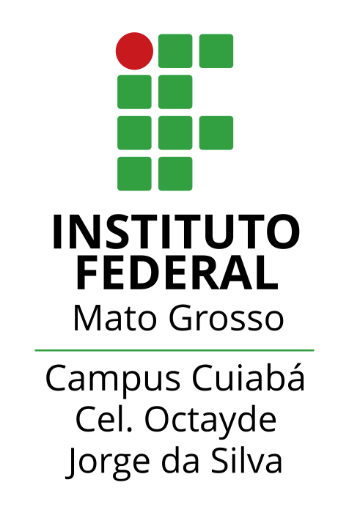 INSTITUTO
FEDERAL
Mato Grosso
Campus Cuiabá
Cel. Octayde
Jorge da Silva